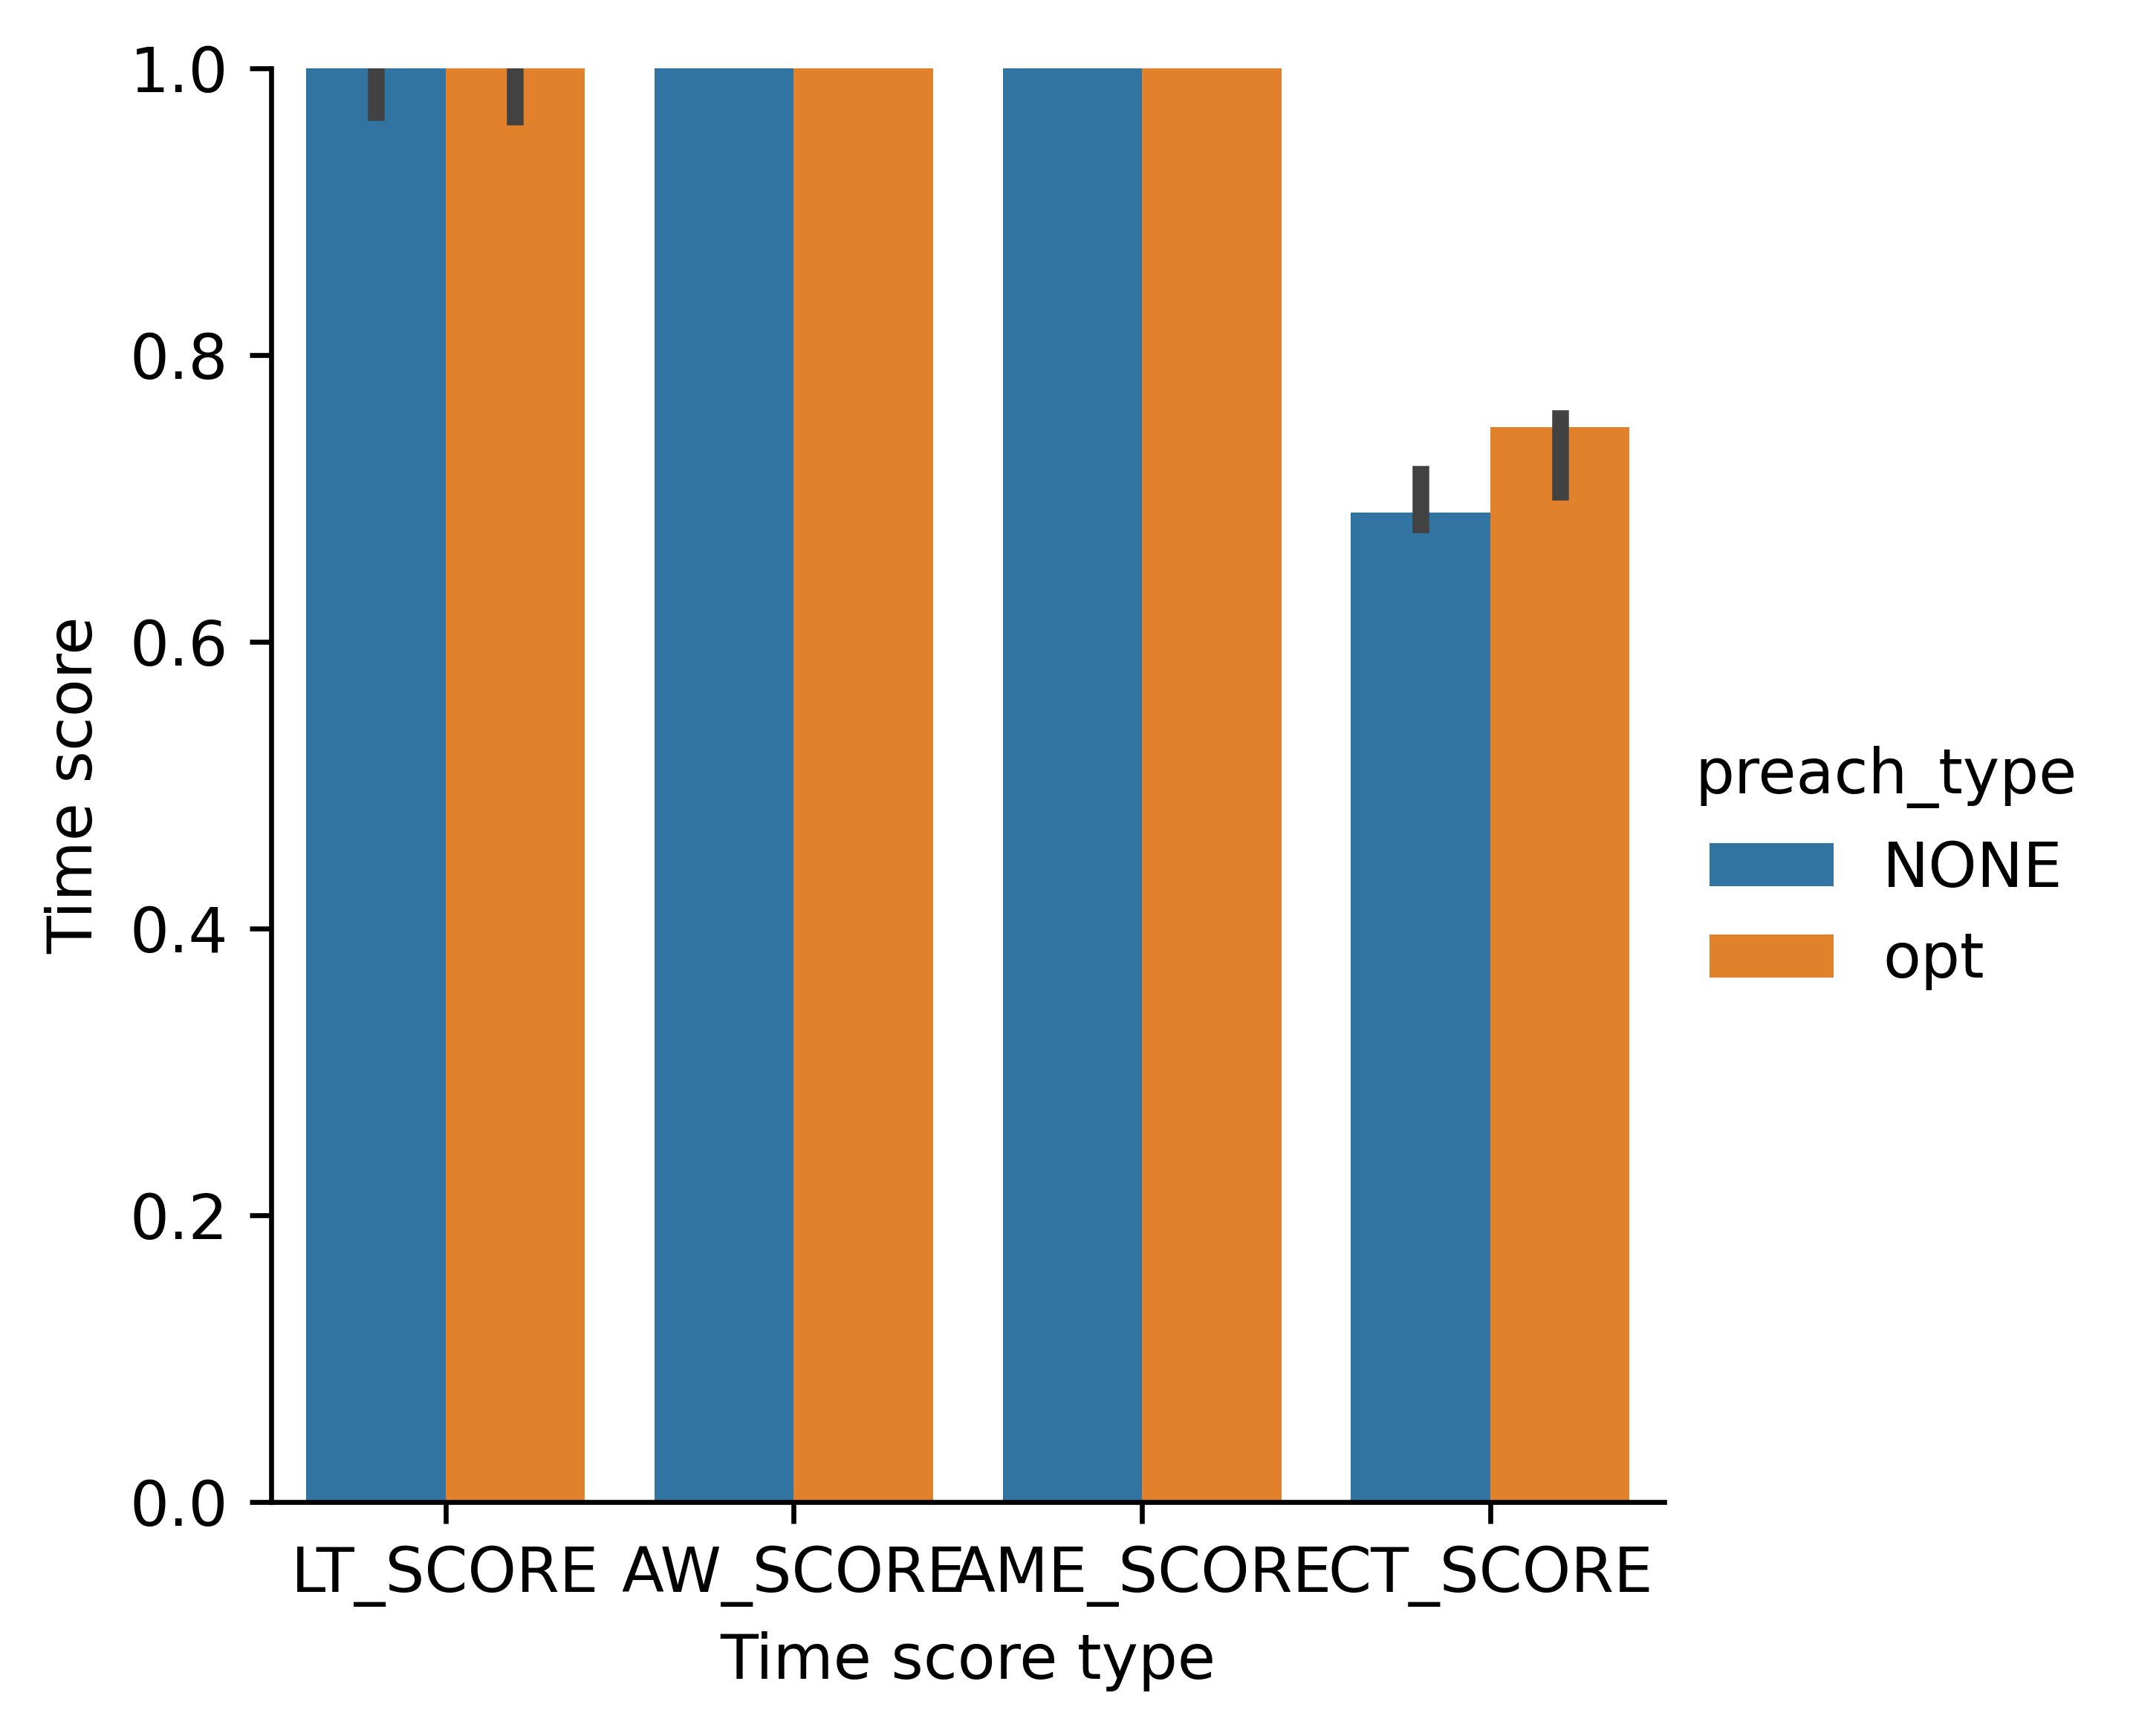 1.0
0.8
0.6
0.4
0.2
0.0
Time score
LT_SCORE AW_SCORE AME_SCORE CT_SCORE
Time score type
preach_type
NONE
opt